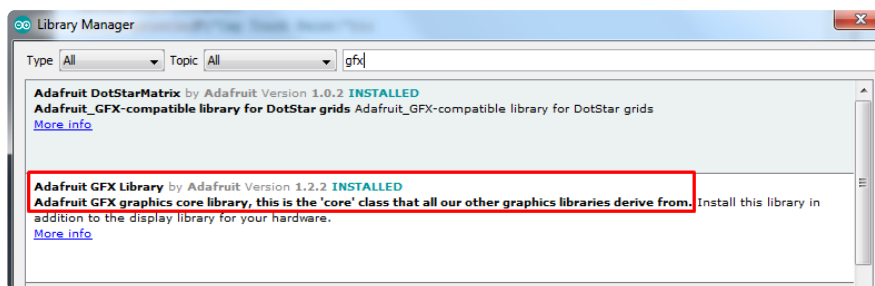 Library Manager
Type All Topic All gfx
Adafruit DotStarMatrix by Adafruit Version 1.0.2 INSTALLED
Adafruit_GFX-compatible library for DotStar grids Adafruit_GFX-compatible library for DotStar grids
More info
Adafruit GFX Library by Adafruit Version 1.2.2 INSTALLED
Adafruit GFX graphics core library, this is the 'core' class that all our other graphics libraries derive from. Install this library in
addition to the display library for your hardware.
More info